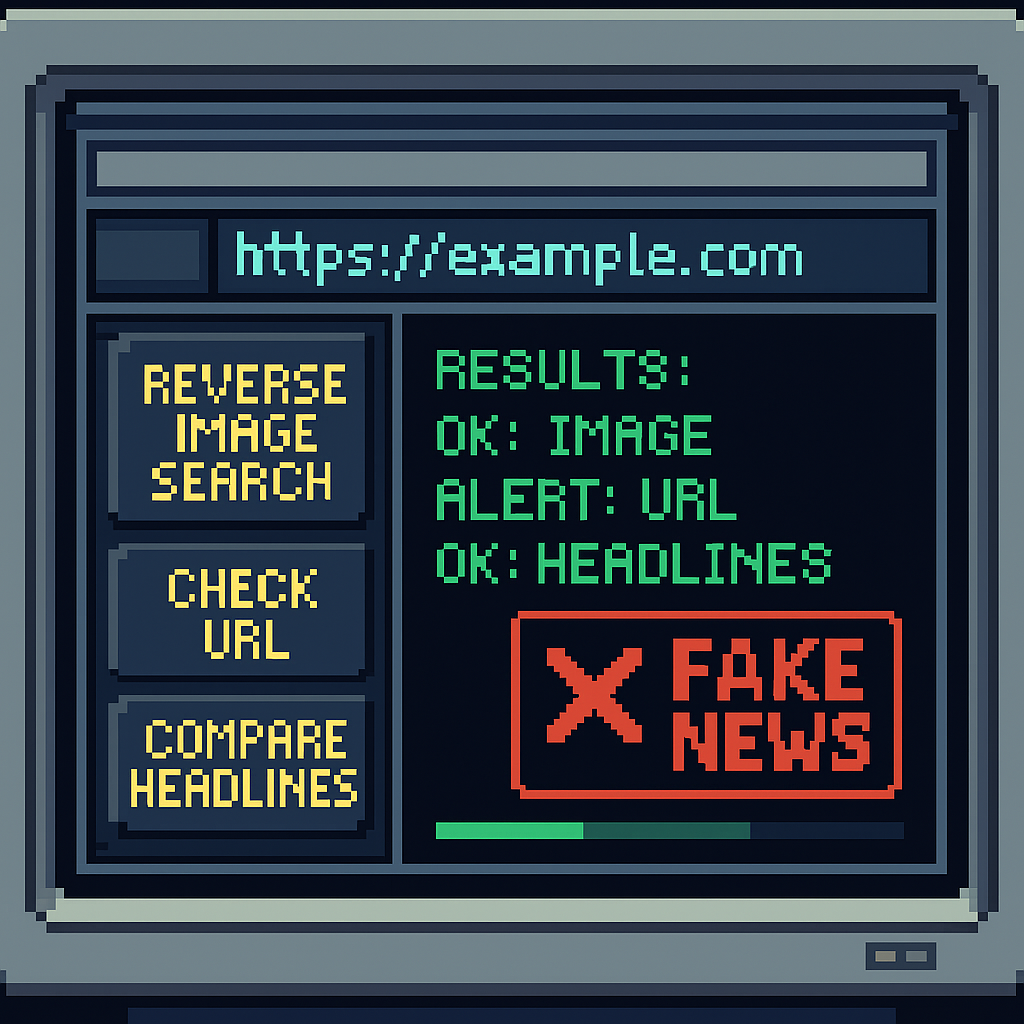 https://example.com
REVERSE
IMAGE
SEARCH
CHECK
URL
COMPARE
HEADLINES
RESULTS:
OK: IMAGE
ALERT: URL
OK: HEADLINES
FAKE
NEWS